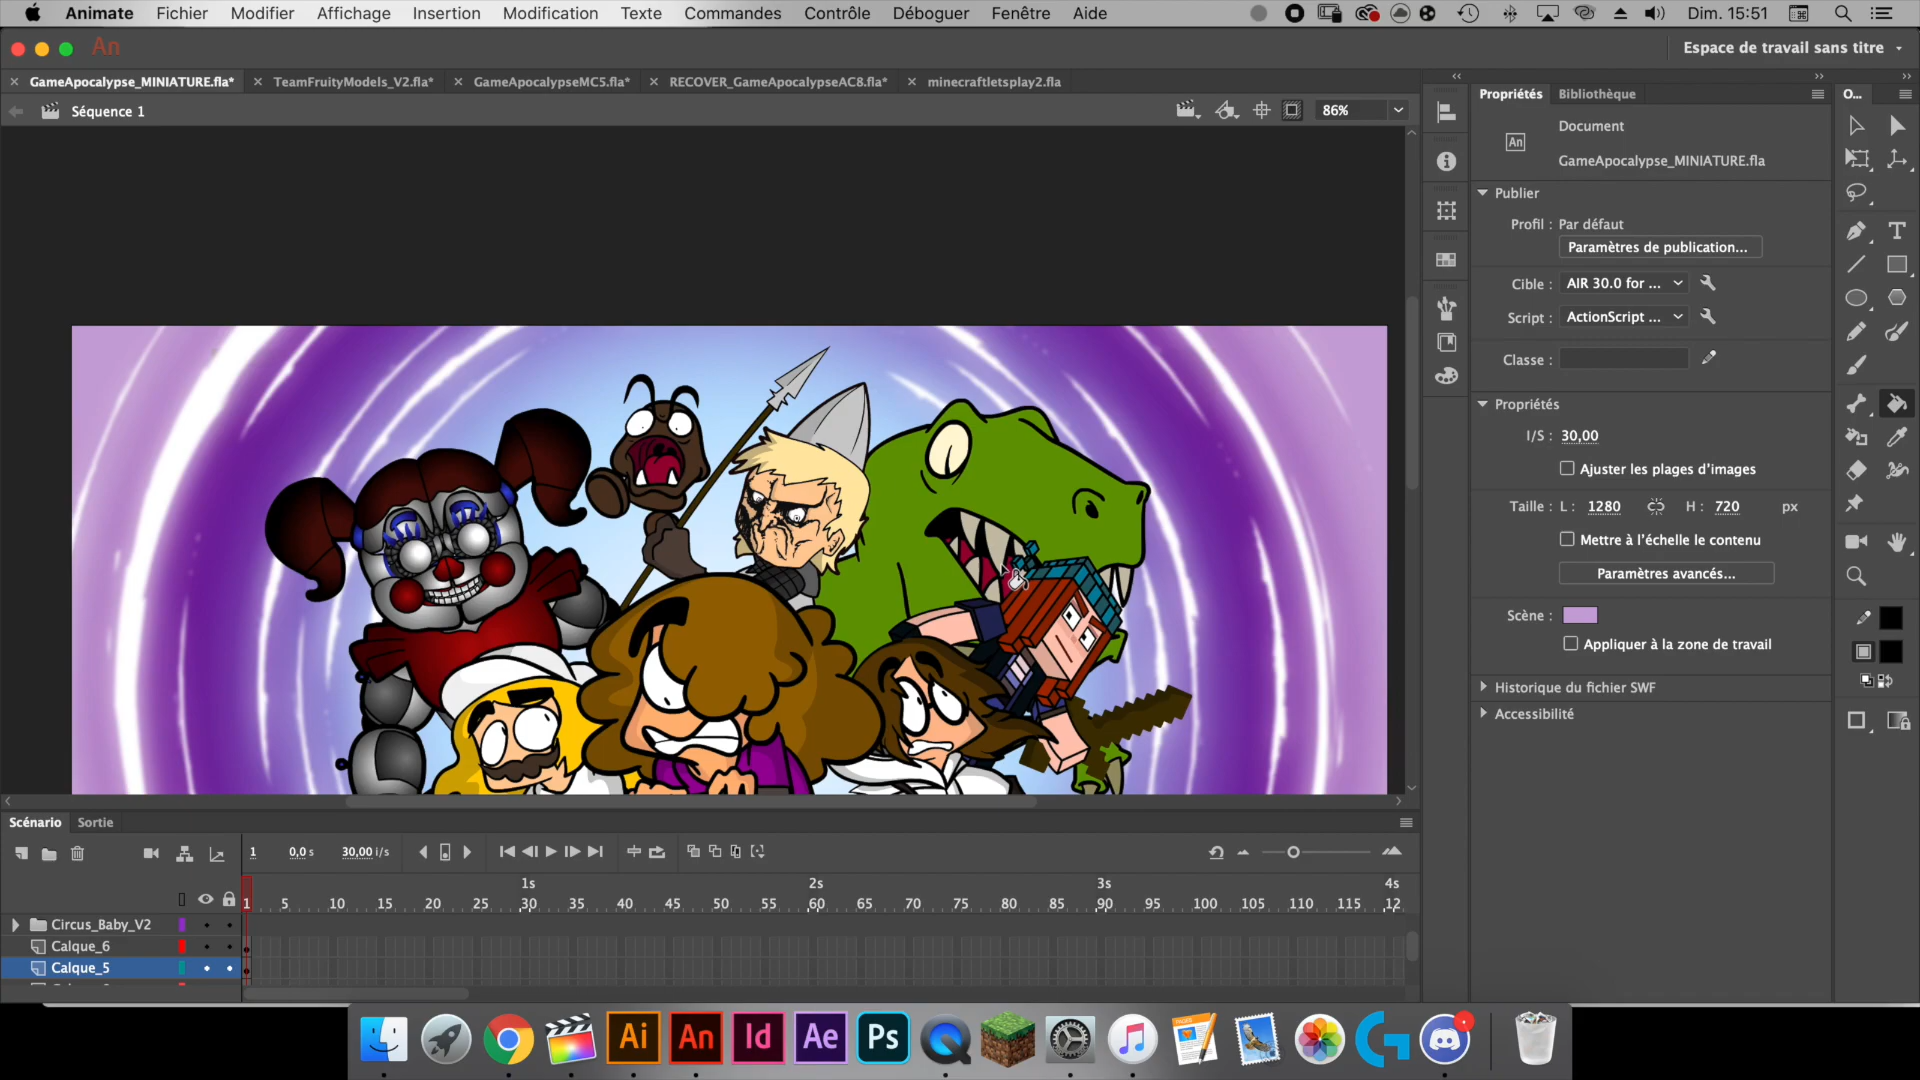 Animate Fichier Modifier Affichage Insertion Modification Texte Commandes Contrôle Déboguer Fenêtre Aide Dim. 15:51
An Espace de travail sans titre
GameApocalypse_MINIATURE.fla* TeamFruityModels_V2.fla* GameApocalypseMC5.fla* RECOVER_GameApocalypseAC8.fla* minecraftletsplay2.fla
Séquence 1 86%
Propriétés Bibliothèque O...
Document
An GameApocalypse_MINIATURE.fla
Publier
Profil : Par défaut
Paramètres de publication...
Cible : AIR 30.0 for ...
Script : ActionScript ...
Classe :
Propriétés
I/S : 30,00
Ajuster les plages d'images
Taille : L : 1280 H : 720 px
Mettre à l'échelle le contenu
Paramètres avancés...
Scène :
Appliquer à la zone de travail
Historique du fichier SWF
Accessibilité
Scénario Sortie
1 0,0 s 30,00 i/s
1s 2s 3s 4s
1 5 10 15 20 25 30 35 40 45 50 55 60 65 70 75 80 85 90 95 100 105 110 115 12
Circus_Baby_V2
Calque_6
Calque_5
Ai An Id Ae Ps